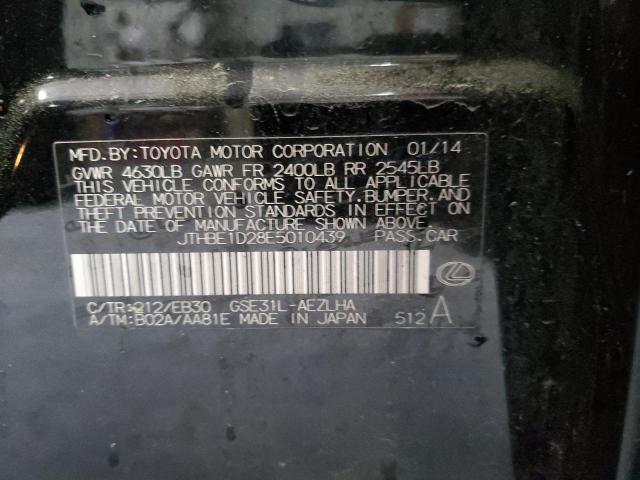 MFD.BY:TOYOTA MOTOR CORPORATION 01/14
GVWR 4630LB GAWR FR 2400LB RR 2545LB
THIS VEHICLE CONFORMS TO ALL APPLICABLE
FEDERAL MOTOR VEHICLE SAFETY,BUMPER,AND
THEFT PREVENTION STANDARDS IN EFFECT ON
THE DATE OF MANUFACTURE SHOWN ABOVE.
JTHBE1D28E5010439 PASS.CAR
C/TR:212/EB30 GSE31L-AEZLHA
A/TM:B02A/AA81E MADE IN JAPAN 512 A